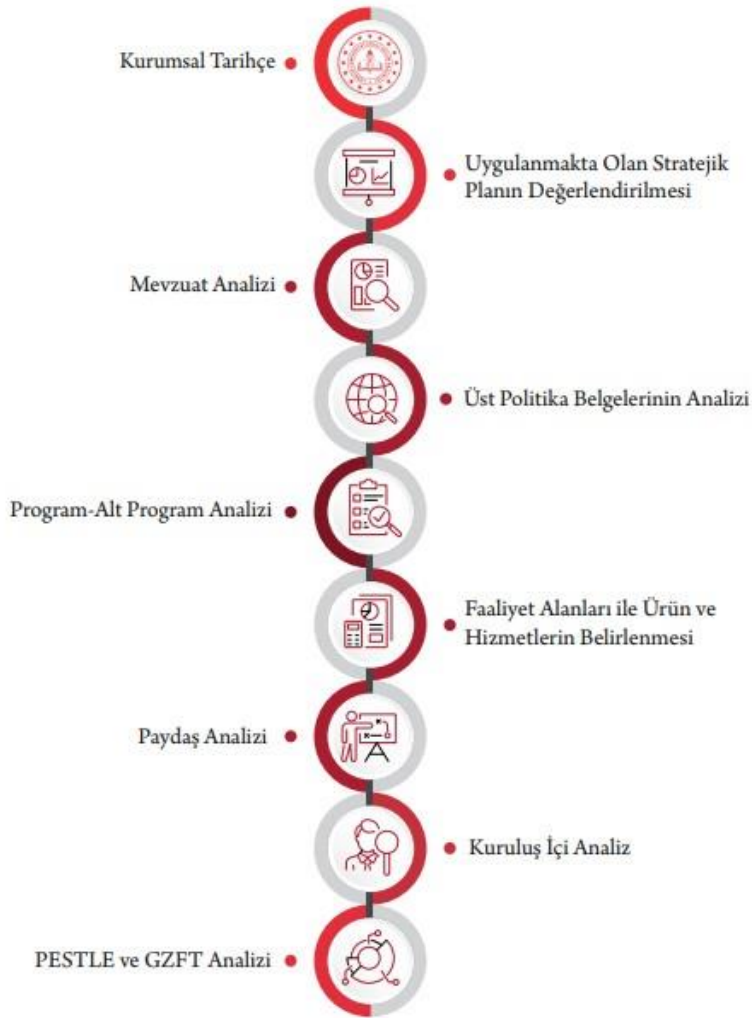 Kurumsal Tarihçe
Uygulanmakta Olan Stratejik
Planın Değerlendirilmesi
Mevzuat Analizi
Üst Politika Belgelerinin Analizi
Program-Alt Program Analizi
Faaliyet Alanları ile Ürün ve
Hizmetlerin Belirlenmesi
Paydaş Analizi
Kuruluş İçi Analiz
PESTLE ve GZFT Analizi